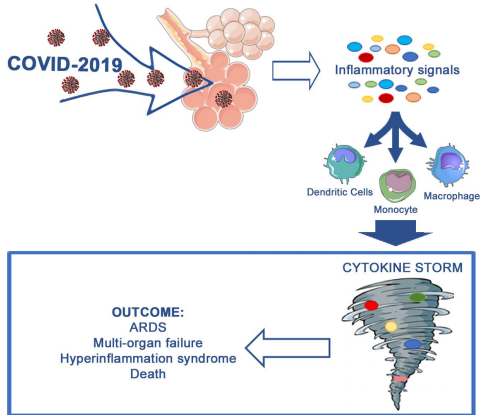 COVID-2019
Inflammatory signals
Dendritic Cells
Monocyte
Macrophage
CYTOKINE STORM
OUTCOME:
ARDS
Multi-organ failure
Hyperinflammation syndrome
Death